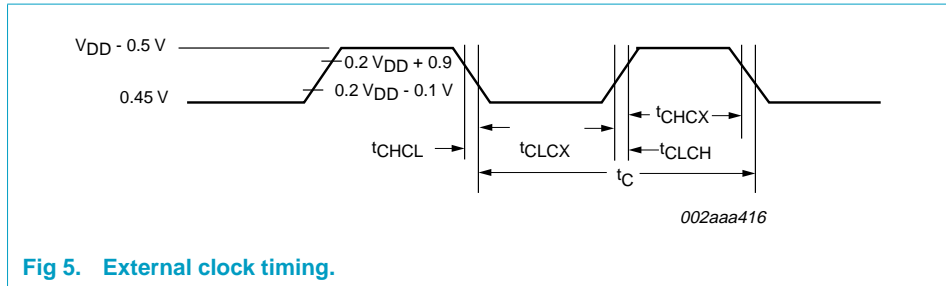 VDD - 0.5 V
0.2 VDD + 0.9
0.2 VDD - 0.1 V
0.45 V
tCHCX
tCHCL
tCLCX
tCLCH
tC
002aaa416
Fig 5. External clock timing.